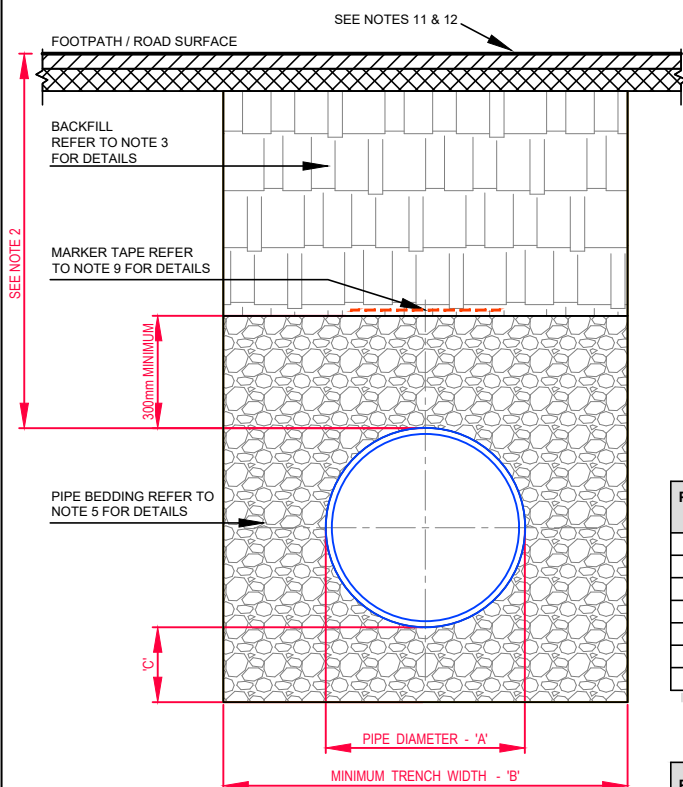 SEE NOTES 11 & 12
FOOTPATH / ROAD SURFACE
BACKFILL
REFER TO NOTE 3
FOR DETAILS
SEE NOTE 2
MARKER TAPE REFER
TO NOTE 9 FOR DETAILS
300mm MINIMUM
PIPE BEDDING REFER TO
NOTE 5 FOR DETAILS
'C'
PIPE DIAMETER - 'A'
MINIMUM TRENCH WIDTH - 'B'